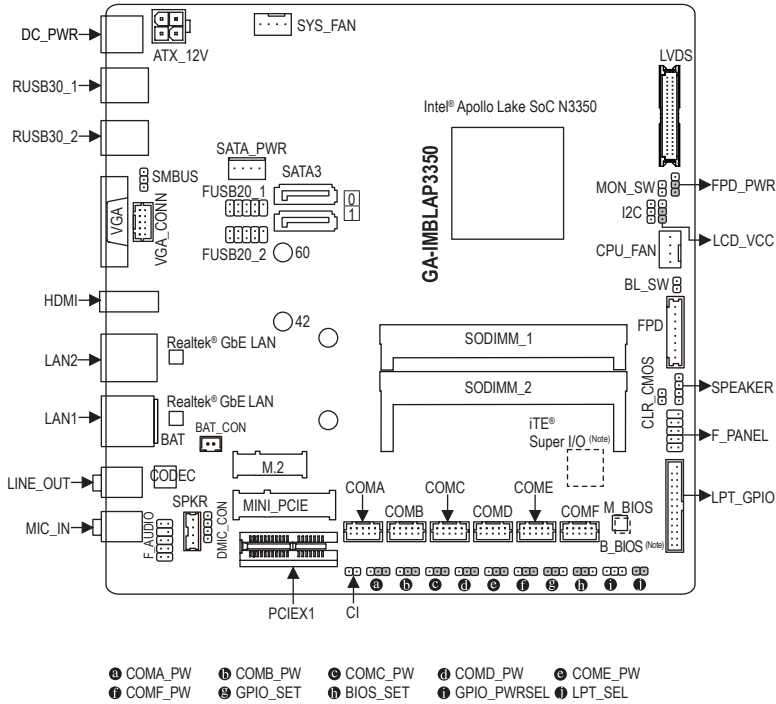 DC_PWR
ATX_12V
SYS_FAN
LVDS
RUSB30_1
Intel® Apollo Lake SoC N3350
RUSB30_2
SATA_PWR
SATA3
SMBUS
FUSB20_1
0
1
MON_SW
FPD_PWR
I2C
VGA
VGA_CONN
GA-IMBLAP3350
FUSB20_2
60
CPU_FAN
LCD_VCC
BL_SW
HDMI
42
FPD
Realtek® GbE LAN
SODIMM_1
LAN2
SODIMM_2
CLR_CMOS
SPEAKER
Realtek® GbE LAN
LAN1
BAT
BAT_CON
iTE®
Super I/O (Note)
F_PANEL
M.2
LINE_OUT
CODEC
COMA
COMC
COME
SPKR
MINI_PCIE
COMB
COMD
COMF
M_BIOS
LPT_GPIO
MIC_IN
F_AUDIO
DMIC_CON
B_BIOS (Note)
a b c d e f g h i j
PCIEX1
CI
a COMA_PW b COMB_PW c COMC_PW d COMD_PW e COME_PW
f COMF_PW g GPIO_SET h BIOS_SET i GPIO_PWRSEL j LPT_SEL